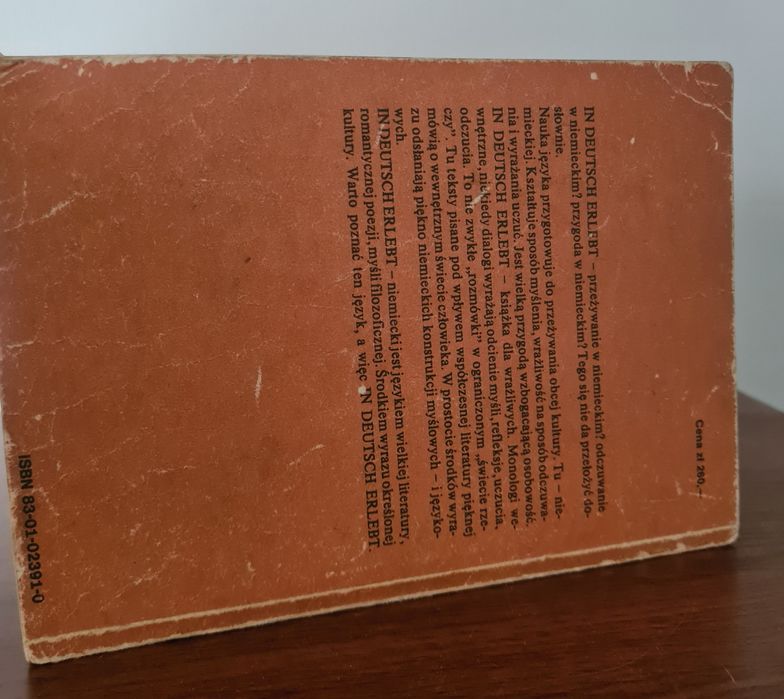 Cena zł 290,—
IN DEUTSCH ERLEBT – przeżywanie w niemieckim? odczuwanie
w niemieckim? przygoda w niemieckim? Tego się nie da przełożyć do-
słownie.
Nauka języka przygotowuje do przeżywania obcej kultury. Tu – nie-
mieckiej. Kształtuje sposób myślenia, wrażliwość na sposób odczuwa-
nia i wyrażania uczuć. Jest wielką przygodą wzbogacającą osobowość.
IN DEUTSCH ERLEBT – książka dla wrażliwych. Monologi we-
wnętrzne, niekiedy dialogi wyrażają odcienie myśli, refleksje, uczucia,
odczucia. To nie zwykłe „rozmówki” w ograniczonym „świecie rze-
czy”. Tu teksty pisane pod wpływem współczesnej literatury pięknej
mówią o wewnętrznym świecie człowieka. W prostocie środków wyra-
zu odsłaniają piękno niemieckich konstrukcji myślowych – i języko-
wych.
IN DEUTSCH ERLEBT – niemiecki jest językiem wielkiej literatury,
romantycznej poezji, myśli filozoficznej. Środkiem wyrazu określonej
kultury. Warto poznać ten język, a więc IN DEUTSCH ERLEBT.
ISBN 83-01-02391-0